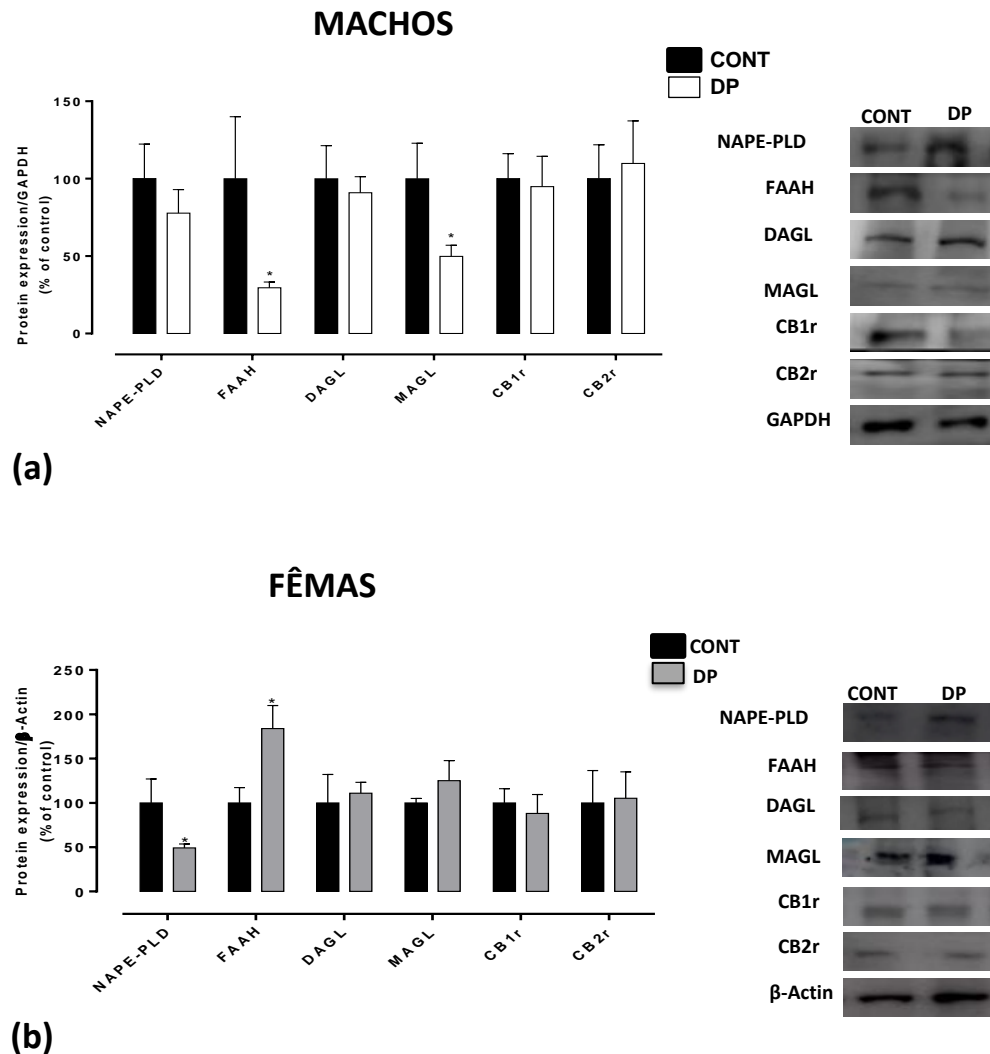 MACHOS
CONT
DP
Protein expression/GAPDH
(% of control)
150
100
50
0
*
*
NAPE-PLD
FAAH
DAGL
MAGL
CB1r
CB2r
CONT DP
NAPE-PLD
FAAH
DAGL
MAGL
CB1r
CB2r
GAPDH
(a)
FÊMAS
CONT
DP
Protein expression/β-Actin
(% of control)
250
200
150
100
50
0
*
*
NAPE-PLD
FAAH
DAGL
MAGL
CB1r
CB2r
CONT DP
NAPE-PLD
FAAH
DAGL
MAGL
CB1r
CB2r
β-Actin
(b)